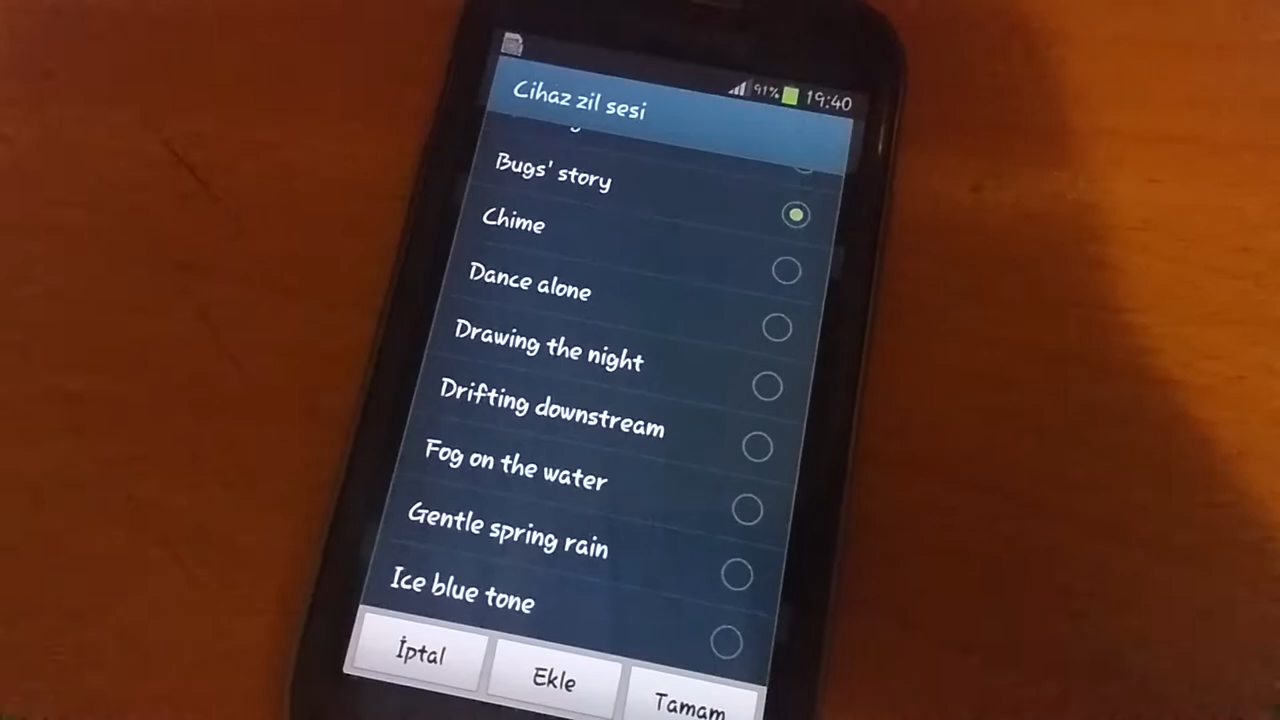 91% 19:40
Cihaz zil sesi
Bugs' story
Chime
Dance alone
Drawing the night
Drifting downstream
Fog on the water
Gentle spring rain
Ice blue tone
İptal
Ekle
Tamam